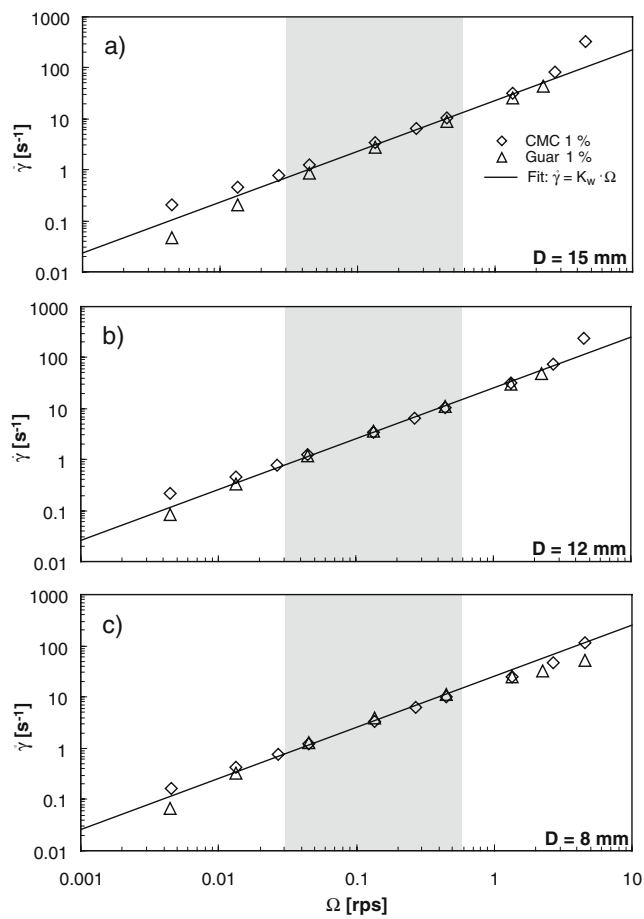 1000
a)
100
10
γ̇ [s-1]
1
0.1
0.01
CMC 1 %
Guar 1 %
Fit: γ̇ = Kw · Ω
D = 15 mm
1000
b)
100
10
γ̇ [s-1]
1
0.1
0.01
D = 12 mm
1000
c)
100
10
γ̇ [s-1]
1
0.1
0.01
D = 8 mm
0.001 0.01 0.1 1 10
Ω [rps]